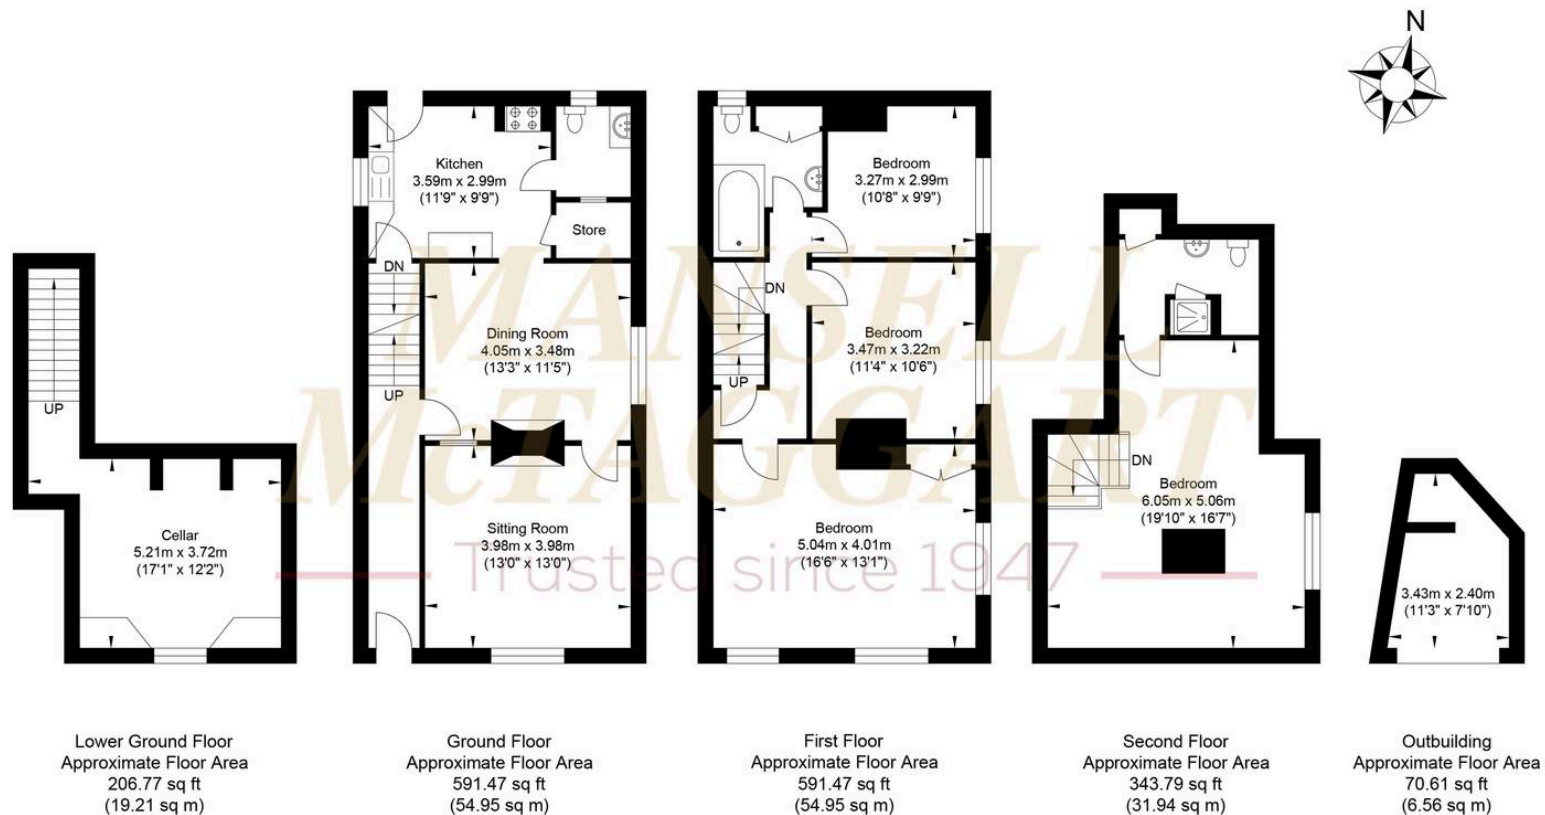 N
Kitchen
3.59m x 2.99m
(11'9" x 9'9")
Store
DN
Dining Room
4.05m x 3.48m
(13'3" x 11'5")
UP
Sitting Room
3.98m x 3.98m
(13'0" x 13'0")
Bedroom
3.27m x 2.99m
(10'8" x 9'9")
DN
Bedroom
3.47m x 3.22m
(11'4" x 10'6")
UP
Bedroom
5.04m x 4.01m
(16'6" x 13'1")
UP
Cellar
5.21m x 3.72m
(17'1" x 12'2")
DN
Bedroom
6.05m x 5.06m
(19'10" x 16'7")
3.43m x 2.40m
(11'3" x 7'10")
MANSELL
McTAGGART
Trusted since 1947
Lower Ground Floor
Approximate Floor Area
206.77 sq ft
(19.21 sq m)
Ground Floor
Approximate Floor Area
591.47 sq ft
(54.95 sq m)
First Floor
Approximate Floor Area
591.47 sq ft
(54.95 sq m)
Second Floor
Approximate Floor Area
343.79 sq ft
(31.94 sq m)
Outbuilding
Approximate Floor Area
70.61 sq ft
(6.56 sq m)